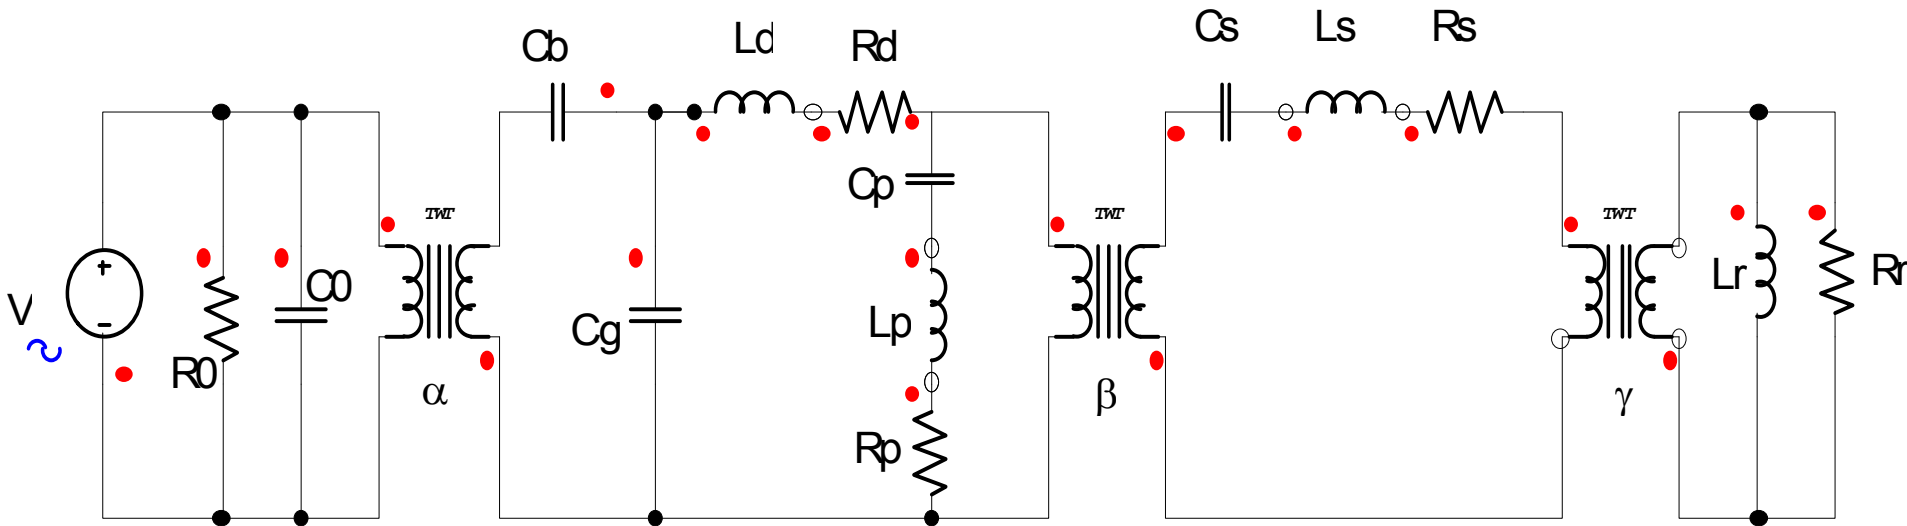 Cb
Ld
Rd
Cs
Ls
Rs
Cp
TWT
TWT
TWT
V
+
−
R0
C0
Cg
Lp
Lr
Rr
α
β
γ
Rp